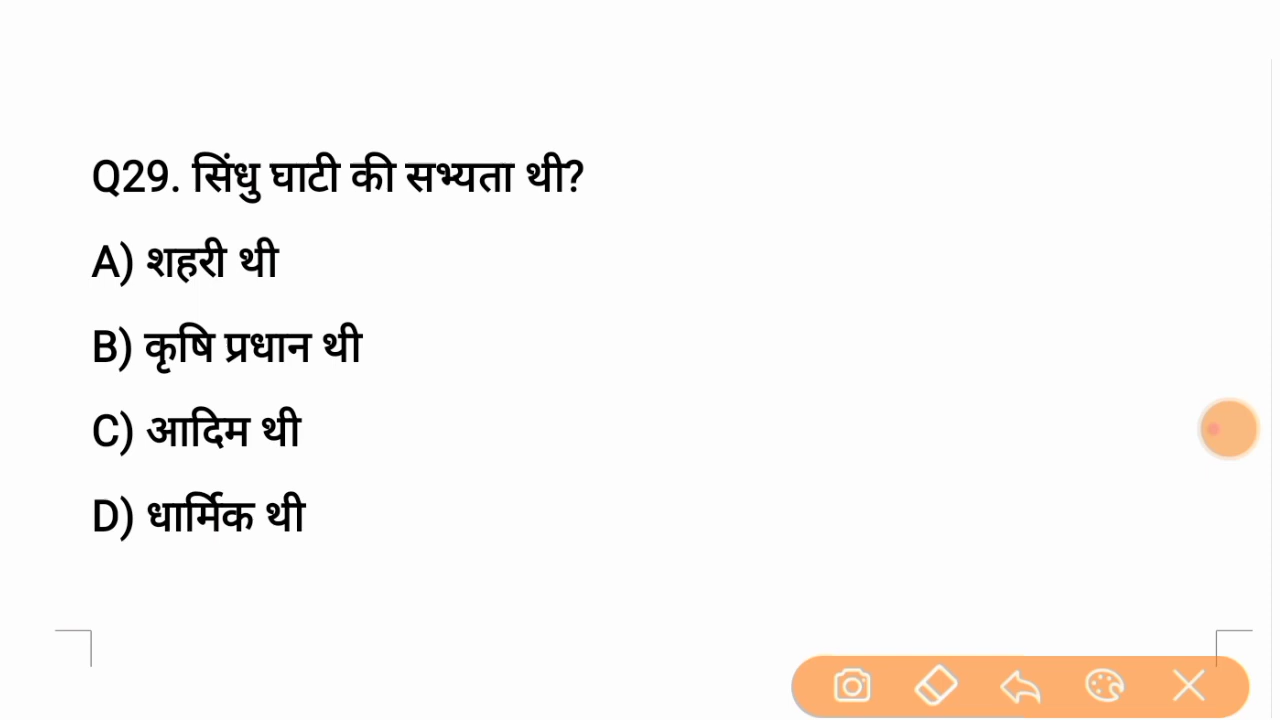 Q29. सिंधु घाटी की सभ्यता थी?
A) शहरी थी
B) कृषि प्रधान थी
C) आदिम थी
D) धार्मिक थी